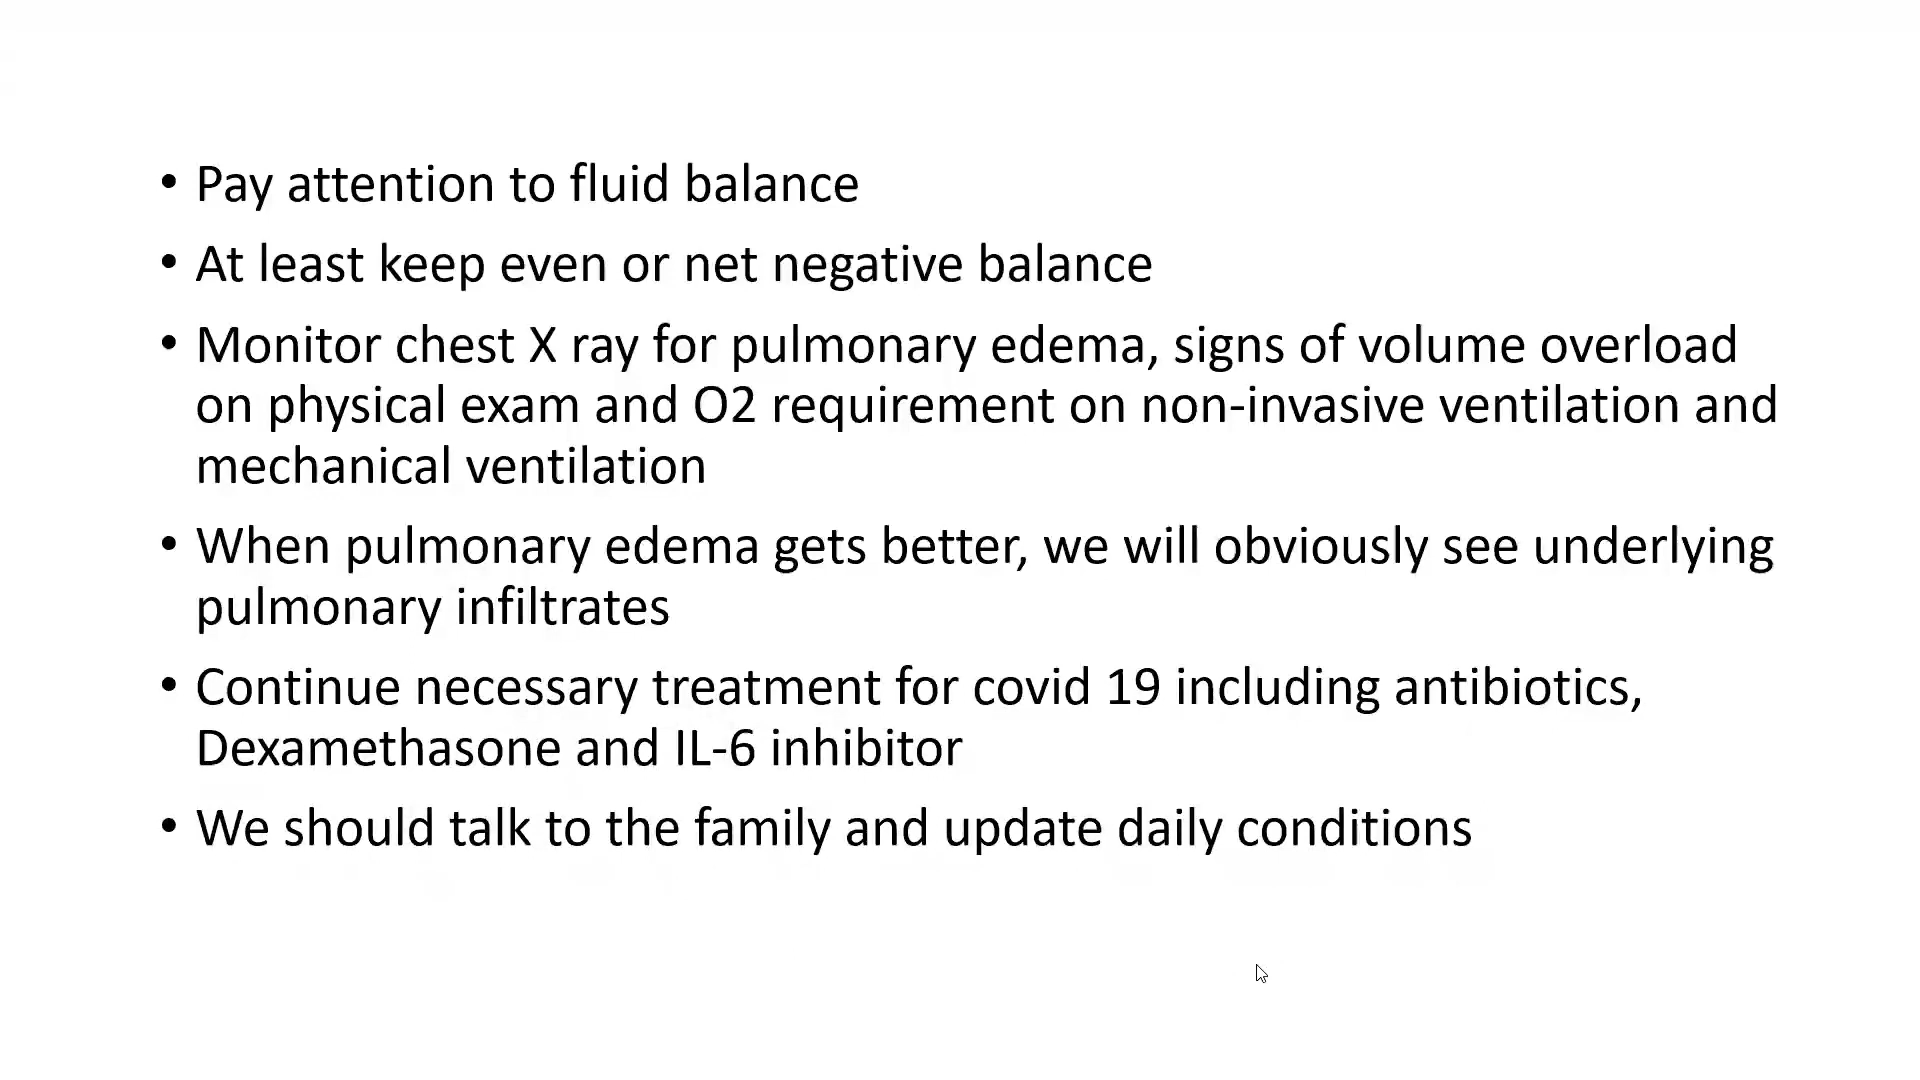 • Pay attention to fluid balance
• At least keep even or net negative balance
• Monitor chest X ray for pulmonary edema, signs of volume overload
on physical exam and O2 requirement on non-invasive ventilation and
mechanical ventilation
• When pulmonary edema gets better, we will obviously see underlying
pulmonary infiltrates
• Continue necessary treatment for covid 19 including antibiotics,
Dexamethasone and IL-6 inhibitor
• We should talk to the family and update daily conditions